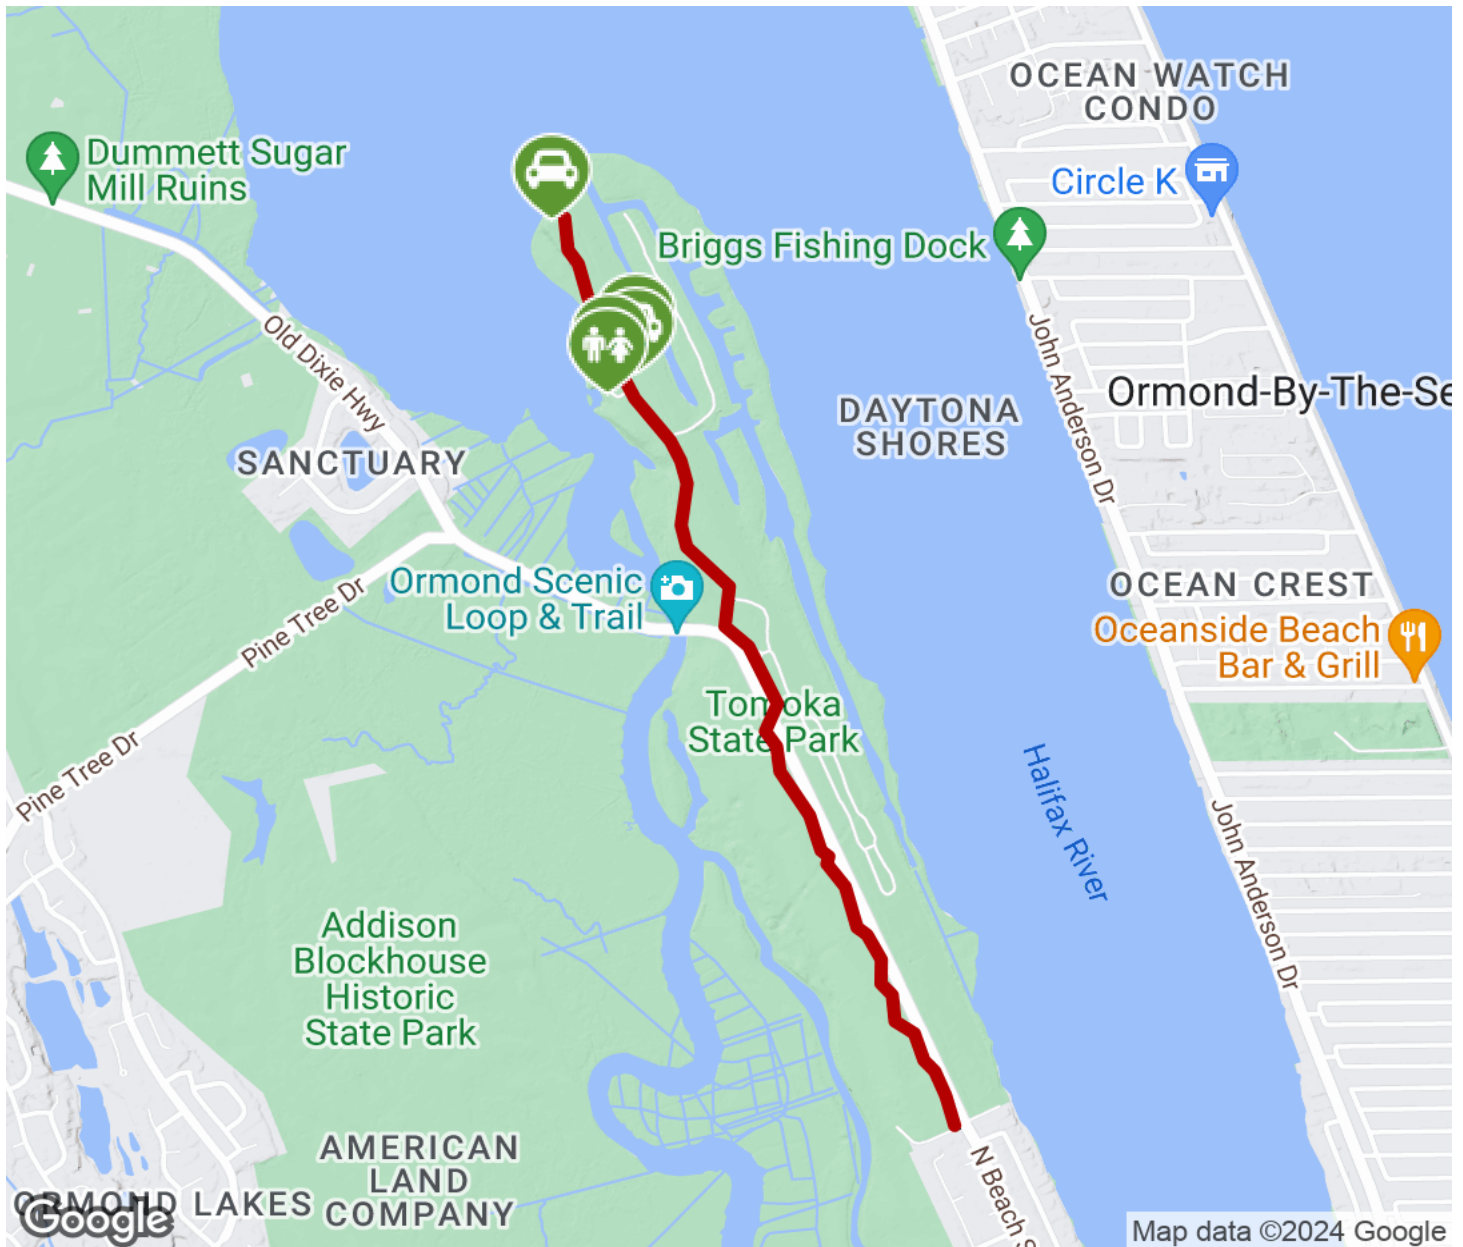 OCEAN WATCH
CONDO
Dummett Sugar
Mill Ruins
Circle K
Briggs Fishing Dock
Old Dixie Hwy
John Anderson Dr
Ormond-By-The-Se
DAYTONA
SHORES
SANCTUARY
Ormond Scenic
Loop & Trail
Pine Tree Dr
OCEAN CREST
Oceanside Beach
Bar & Grill
Tomoka
State Park
Halifax River
Pine Tree Dr
John Anderson Dr
Addison
Blockhouse
Historic
State Park
AMERICAN
LAND
COMPANY
ORMOND LAKES
N Beach S
Google
Map data ©2024 Google